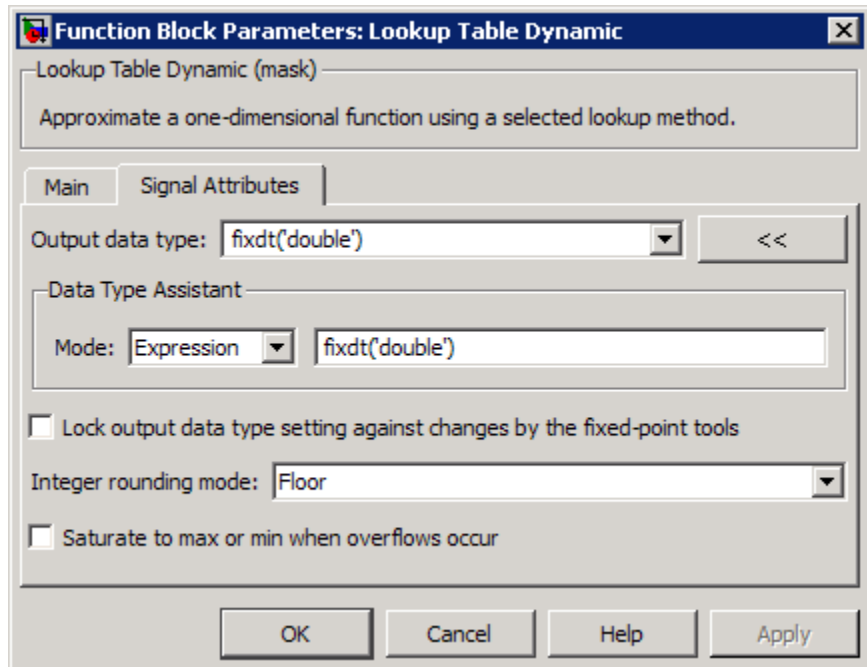 Function Block Parameters: Lookup Table Dynamic
Lookup Table Dynamic (mask)
Approximate a one-dimensional function using a selected lookup method.
Main Signal Attributes
Output data type: fixdt('double') <<
Data Type Assistant
Mode: Expression fixdt('double')
Lock output data type setting against changes by the fixed-point tools
Integer rounding mode: Floor
Saturate to max or min when overflows occur
OK Cancel Help Apply